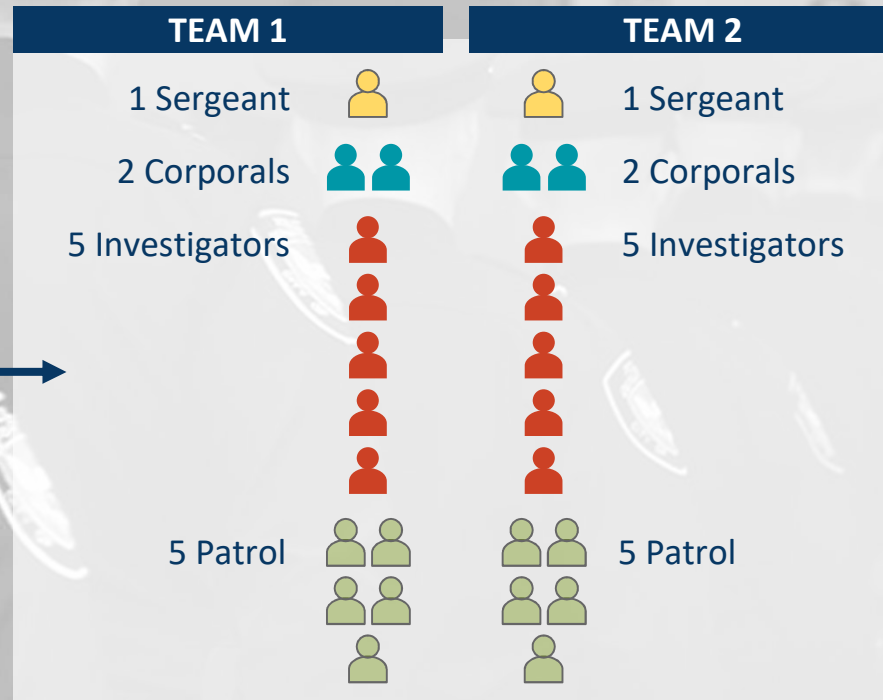 TEAM 1
TEAM 2
1 Sergeant
1 Sergeant
2 Corporals
2 Corporals
5 Investigators
5 Investigators
5 Patrol
5 Patrol